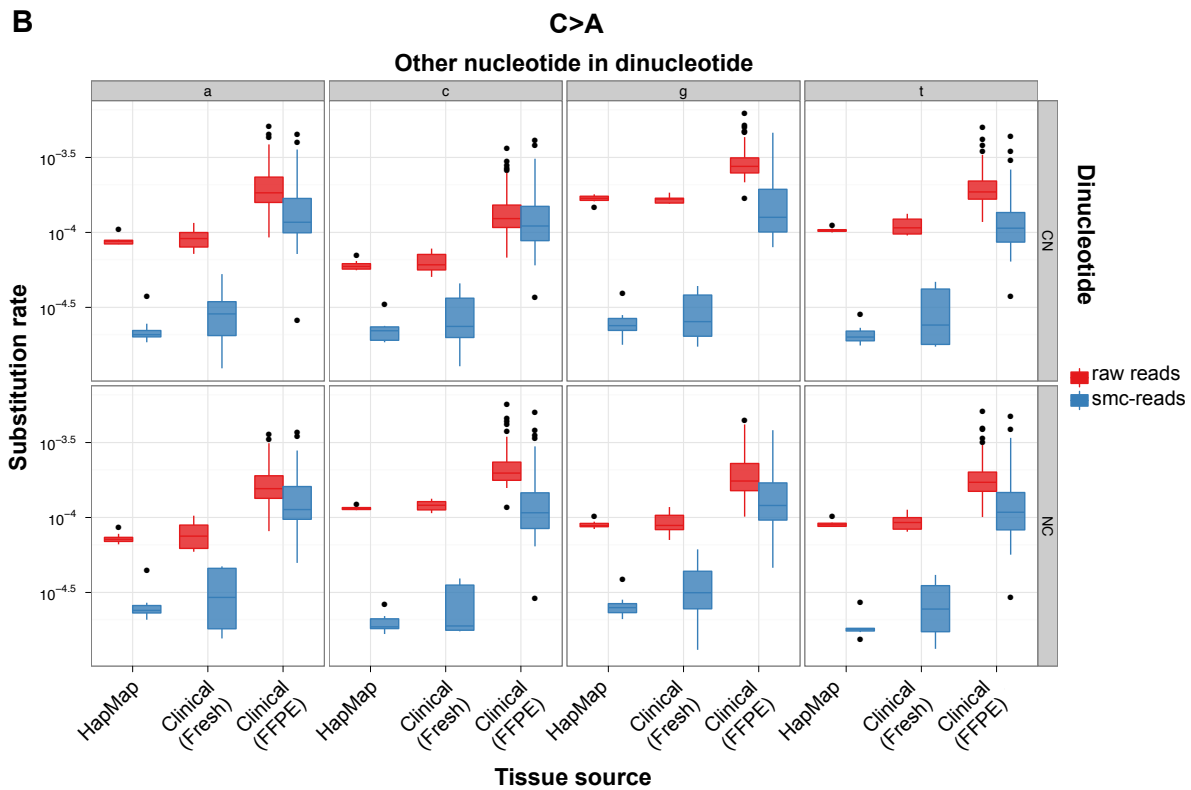 B
C>A
Other nucleotide in dinucleotide
a c g t
Substitution rate
10^-3.5
10^-4
10^-4.5
CN
Dinucleotide
raw reads
smc-reads
10^-3.5
10^-4
10^-4.5
NC
HapMap
Clinical
(Fresh)
Clinical
(FFPE)
HapMap
Clinical
(Fresh)
Clinical
(FFPE)
HapMap
Clinical
(Fresh)
Clinical
(FFPE)
HapMap
Clinical
(Fresh)
Clinical
(FFPE)
Tissue source